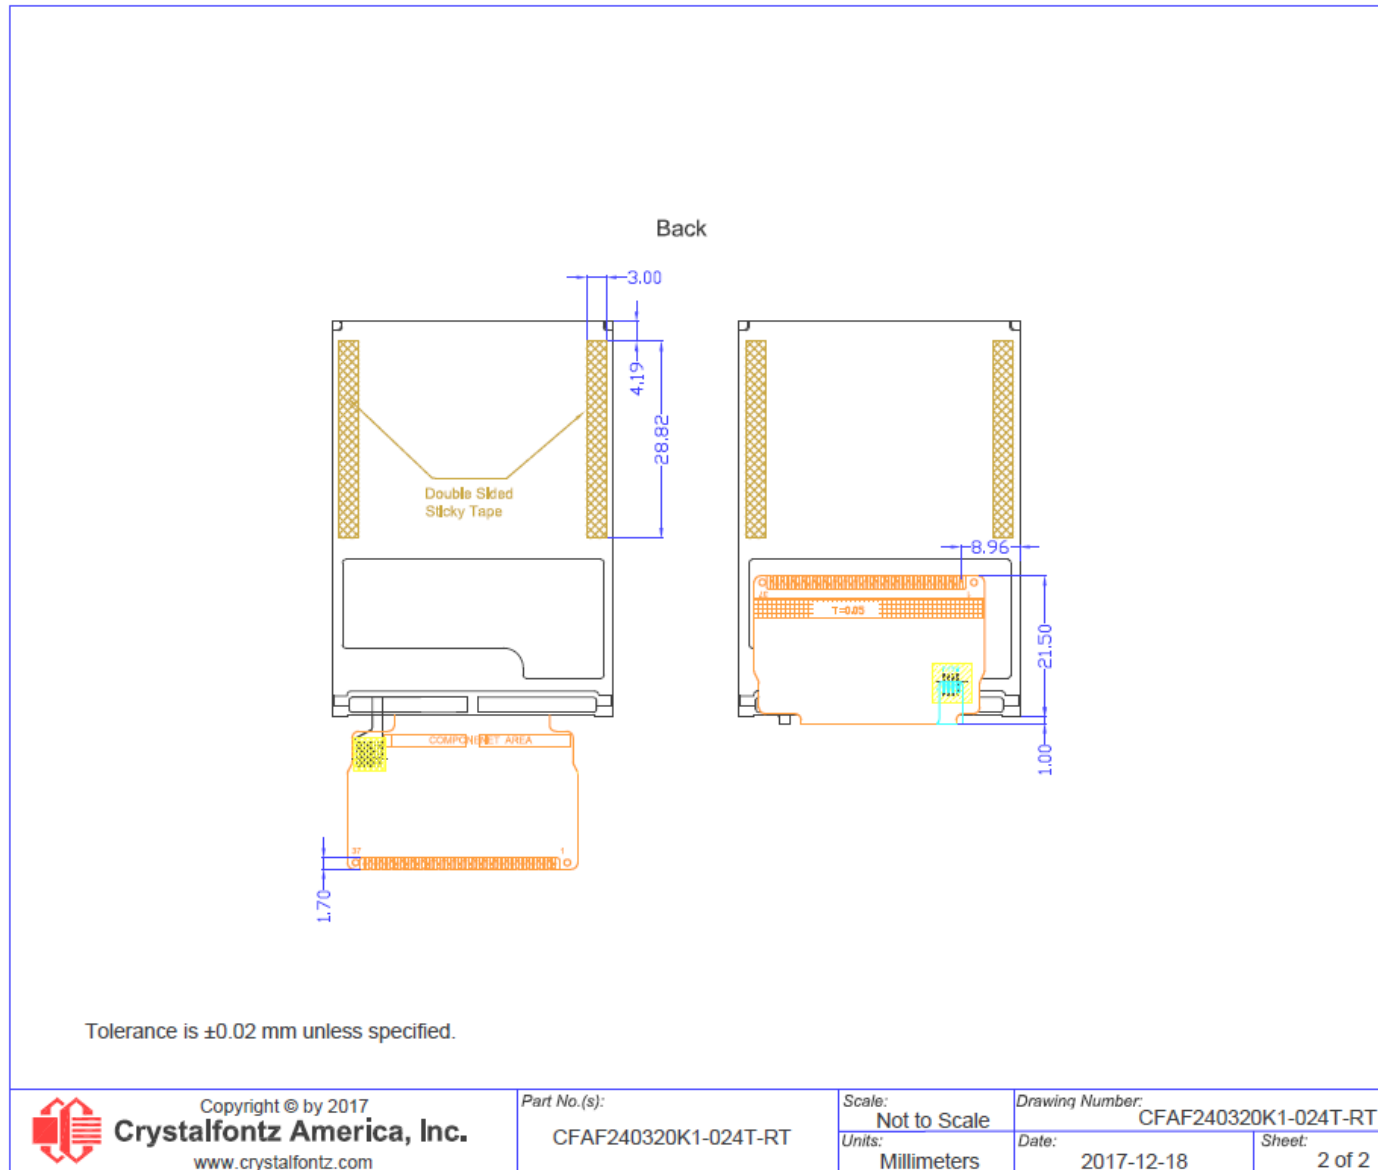 Back
3.00
4.19
28.82
Double Sided
Sticky Tape
8.96
37
1
T=0.05
21.50
1.00
COMPONENET AREA
37
1
1.70
Tolerance is ±0.02 mm unless specified.
Copyright © by 2017
Crystalfontz America, Inc.
www.crystalfontz.com
Part No.(s):
CFAF240320K1-024T-RT
Scale:
Not to Scale
Drawing Number:
CFAF240320K1-024T-RT
Units:
Millimeters
Date:
2017-12-18
Sheet:
2 of 2